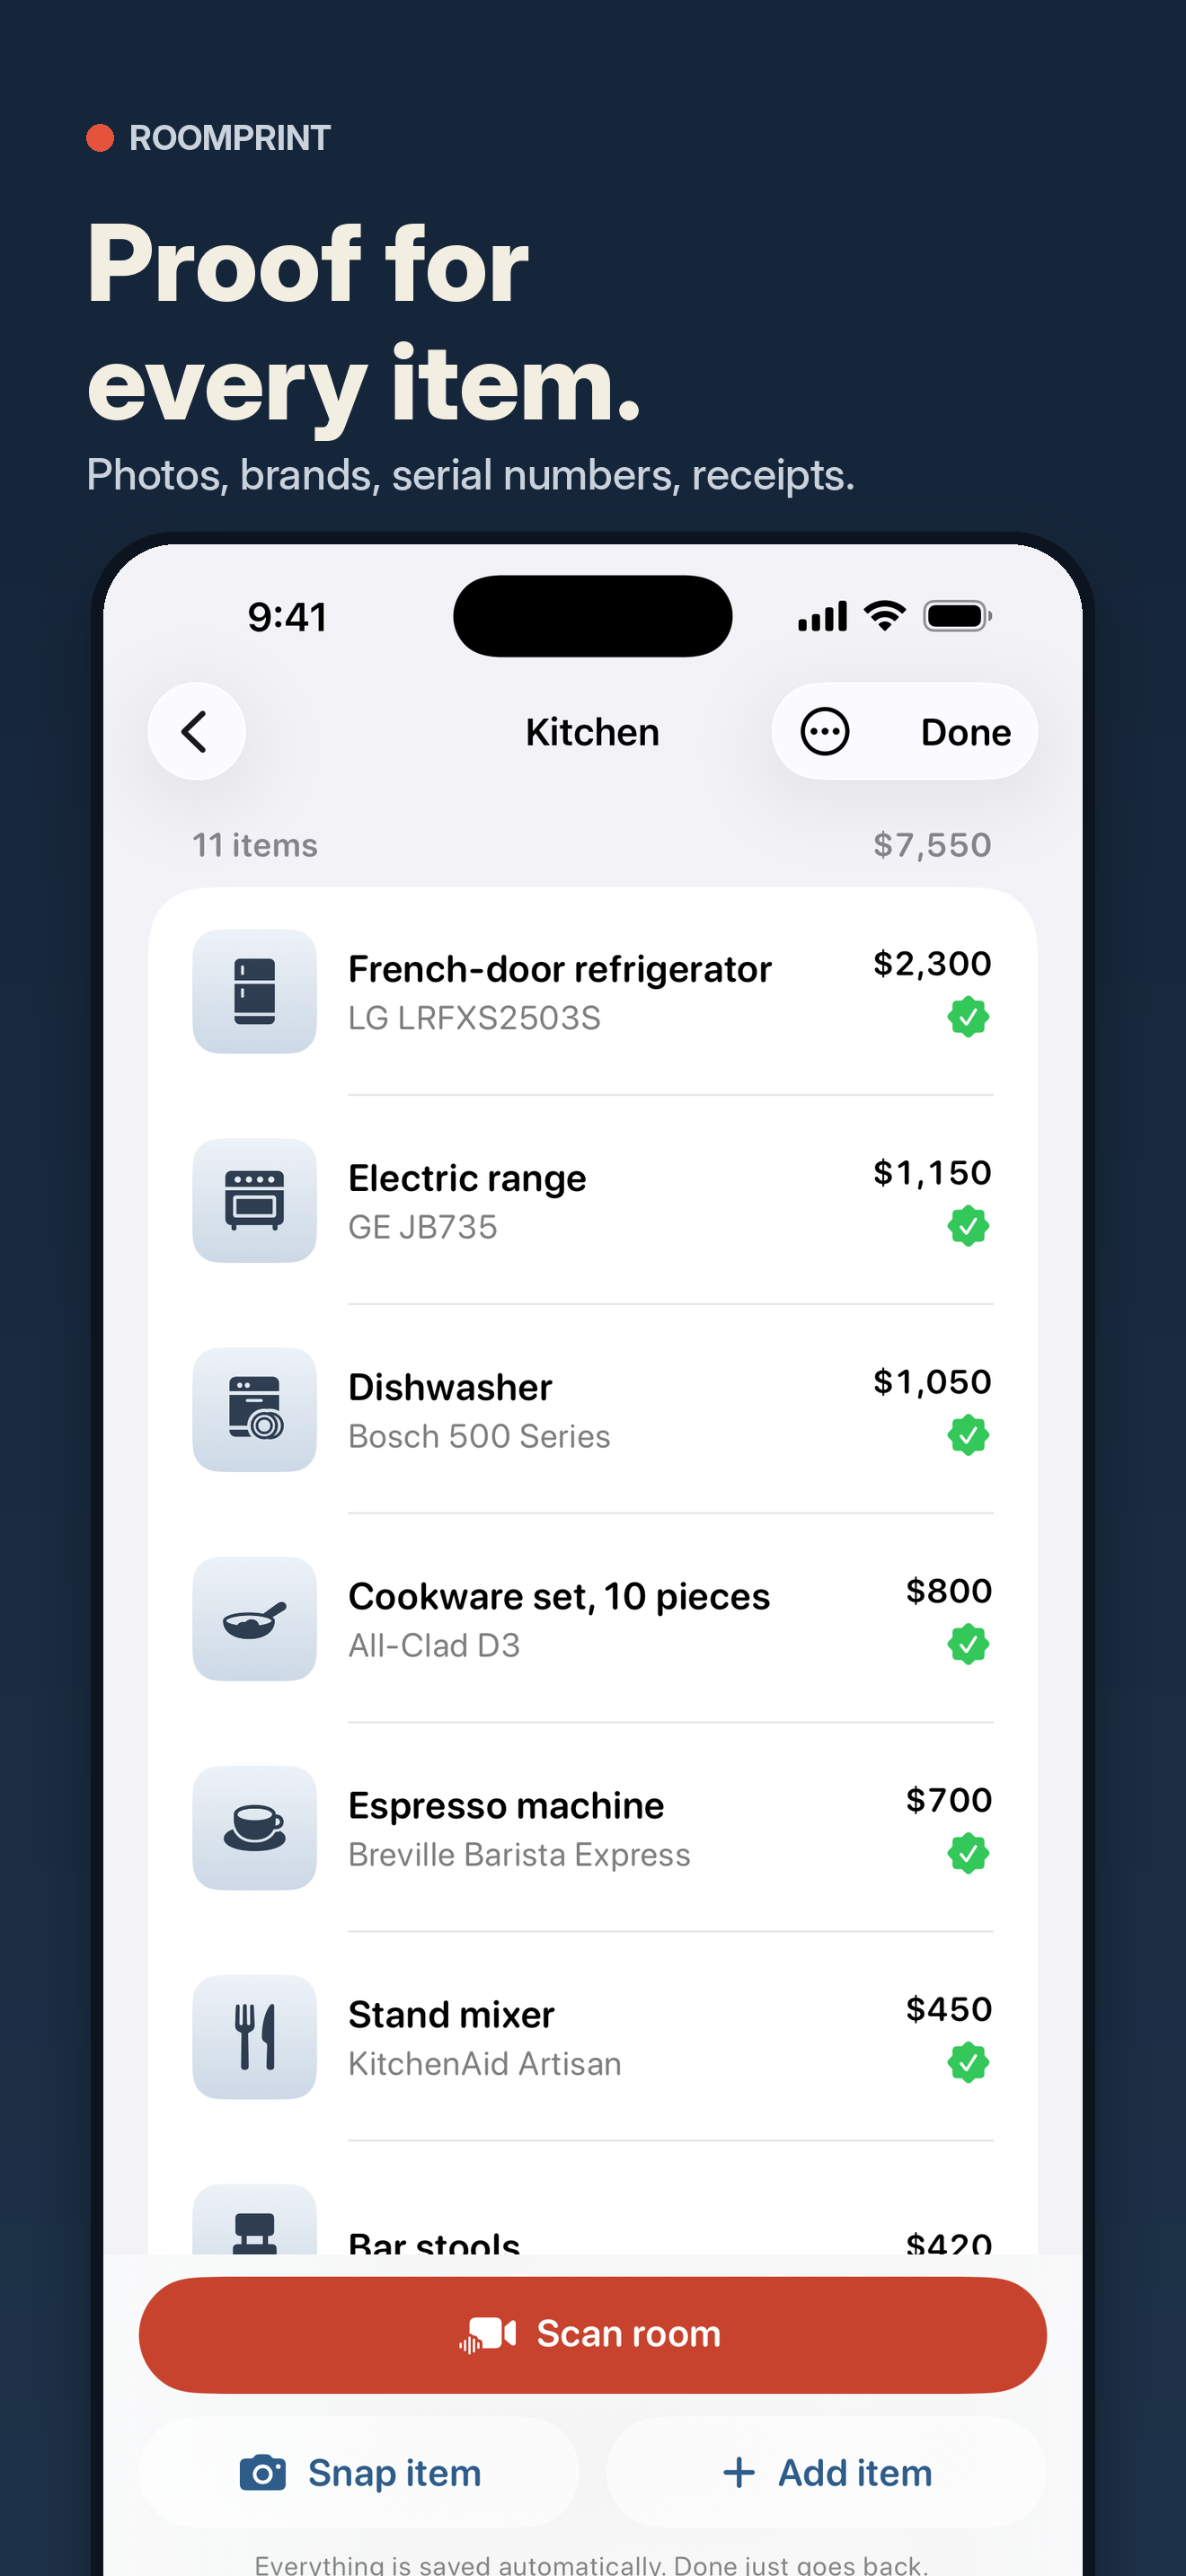 ROOMPRINT
Proof for
every item.
Photos, brands, serial numbers, receipts.
9:41
Kitchen
Done
11 items
$7,550
French-door refrigerator
$2,300
LG LRFXS2503S
Electric range
$1,150
GE JB735
Dishwasher
$1,050
Bosch 500 Series
Cookware set, 10 pieces
$800
All-Clad D3
Espresso machine
$700
Breville Barista Express
Stand mixer
$450
KitchenAid Artisan
Bar stools
$420
Scan room
Snap item
Add item
Everything is saved automatically. Done just goes back.